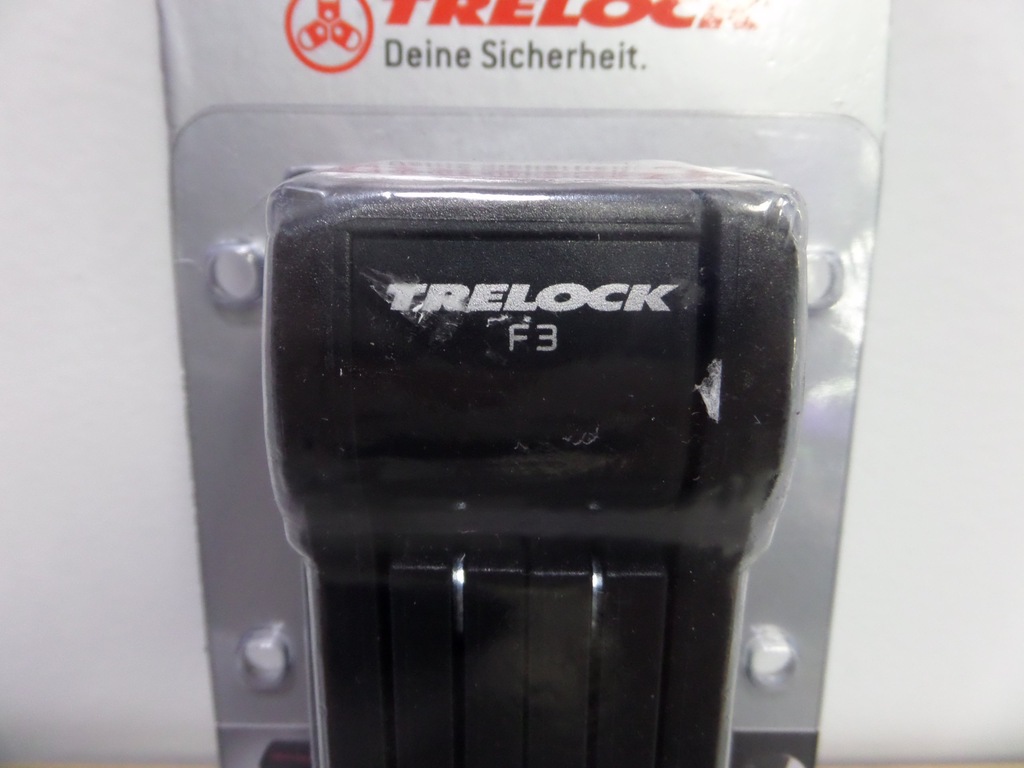 TRELOCK
Deine Sicherheit.
TRELOCK
F3